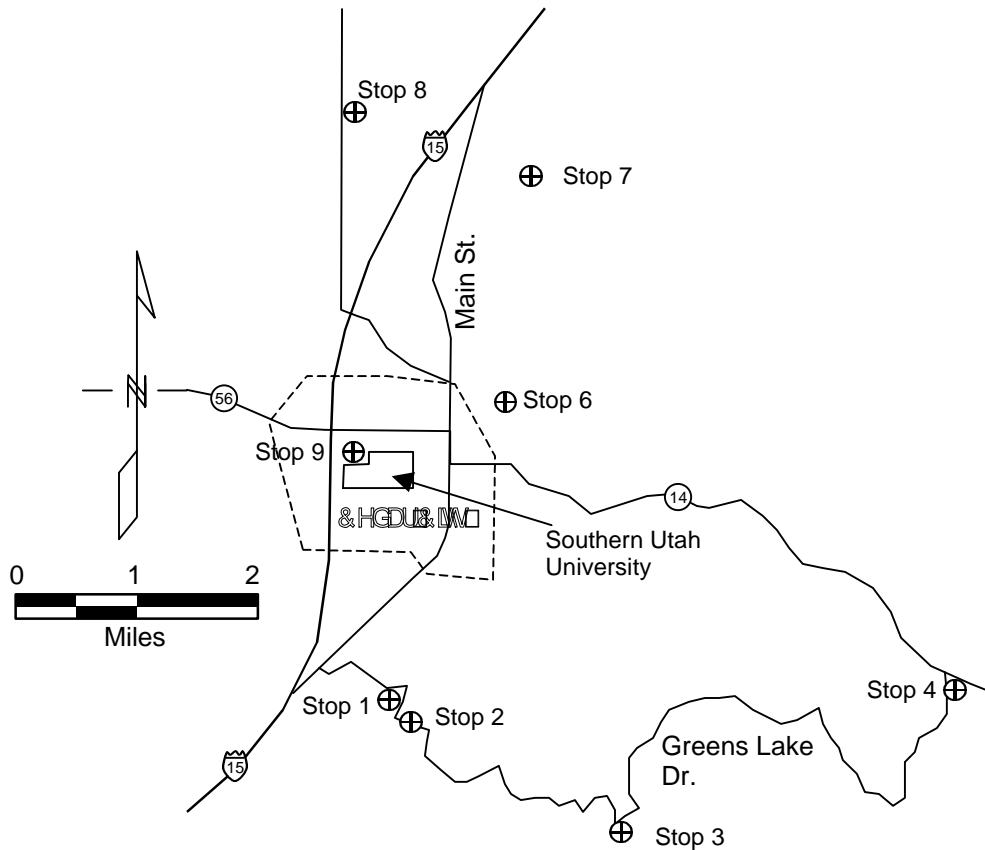 Stop 8
15
Stop 7
Main St.
N
56
Stop 6
Stop 9
14
Southern Utah
University
0 1 2
Miles
Stop 1
Stop 2
Stop 4
Greens Lake
Dr.
15
Stop 3